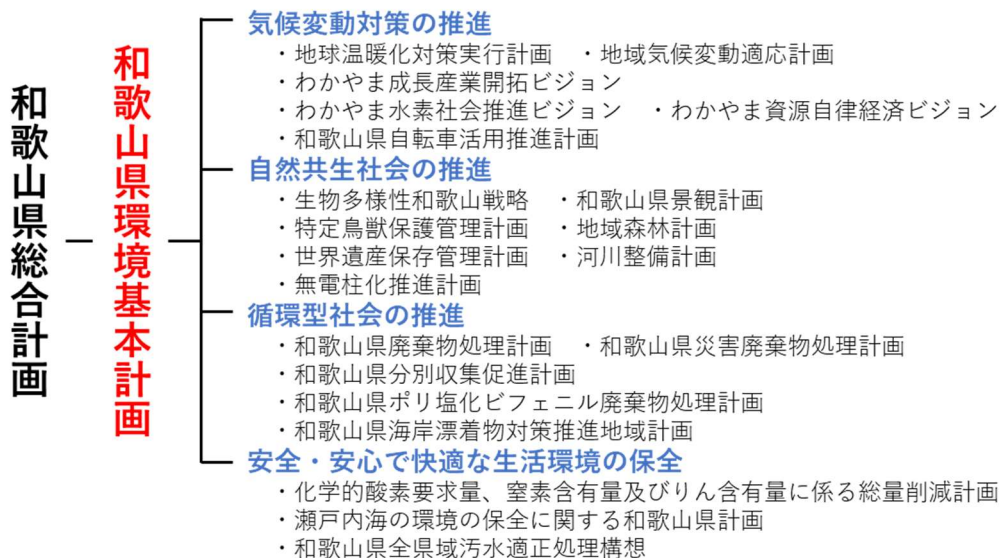 和歌山県総合計画
和歌山県環境基本計画
気候変動対策の推進
・地球温暖化対策実行計画　・地域気候変動適応計画
・わかやま成長産業開拓ビジョン
・わかやま水素社会推進ビジョン　・わかやま資源自律経済ビジョン
・和歌山県自転車活用推進計画
自然共生社会の推進
・生物多様性和歌山戦略　・和歌山県景観計画
・特定鳥獣保護管理計画　・地域森林計画
・世界遺産保存管理計画　・河川整備計画
・無電柱化推進計画
循環型社会の推進
・和歌山県廃棄物処理計画　・和歌山県災害廃棄物処理計画
・和歌山県分別収集促進計画
・和歌山県ポリ塩化ビフェニル廃棄物処理計画
・和歌山県海岸漂着物対策推進地域計画
安全・安心で快適な生活環境の保全
・化学的酸素要求量、窒素含有量及びりん含有量に係る総量削減計画
・瀬戸内海の環境の保全に関する和歌山県計画
・和歌山県全県域汚水適正処理構想